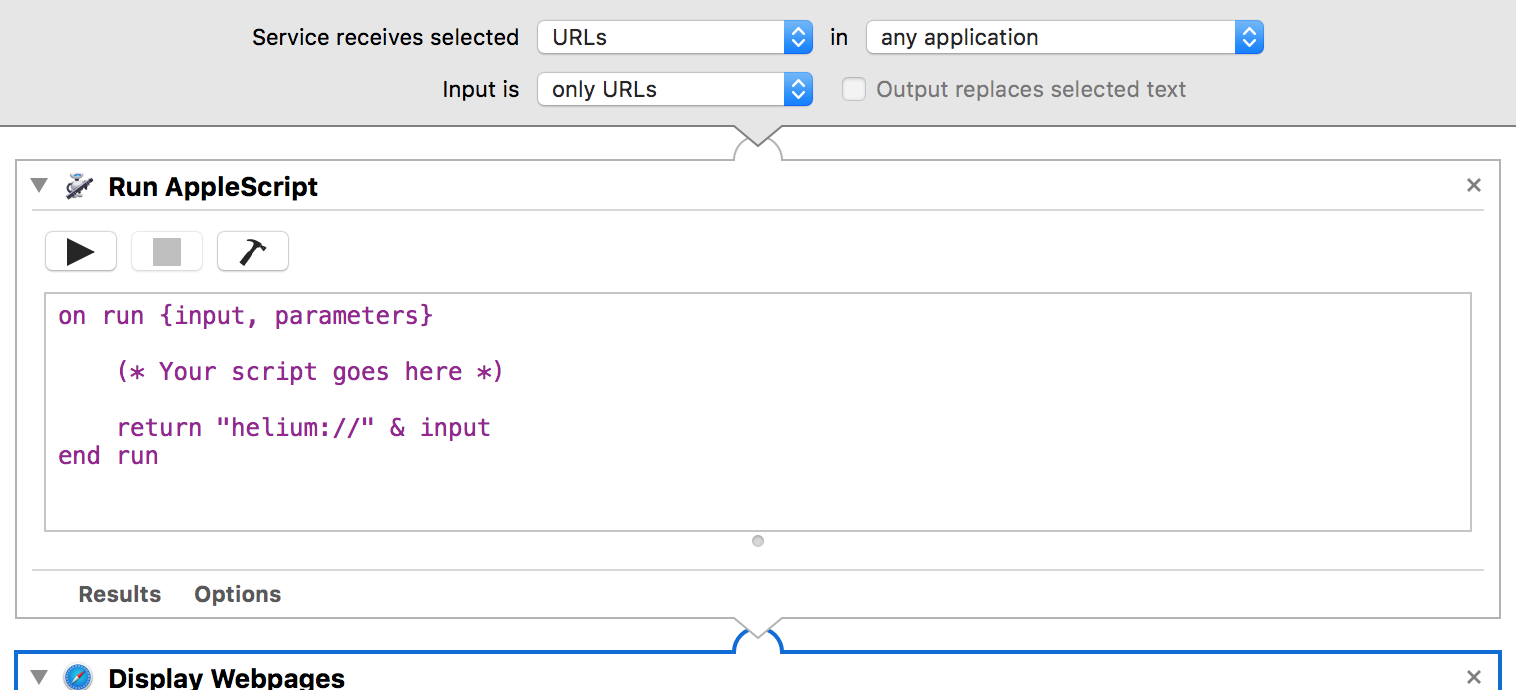 Service receives selected URLs in any application
Input is only URLs Output replaces selected text
Run AppleScript
on run {input, parameters}
(* Your script goes here *)
return "helium://" & input
end run
Results Options
Display Webpages